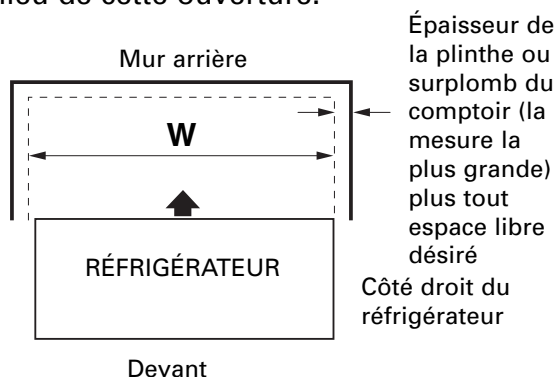 lieu de cette ouverture.
Mur arrière
Épaisseur de
la plinthe ou
surplomb du
comptoir (la
mesure la
plus grande)
plus tout
espace libre
désiré
W
RÉFRIGÉRATEUR
Côté droit du
réfrigérateur
Devant